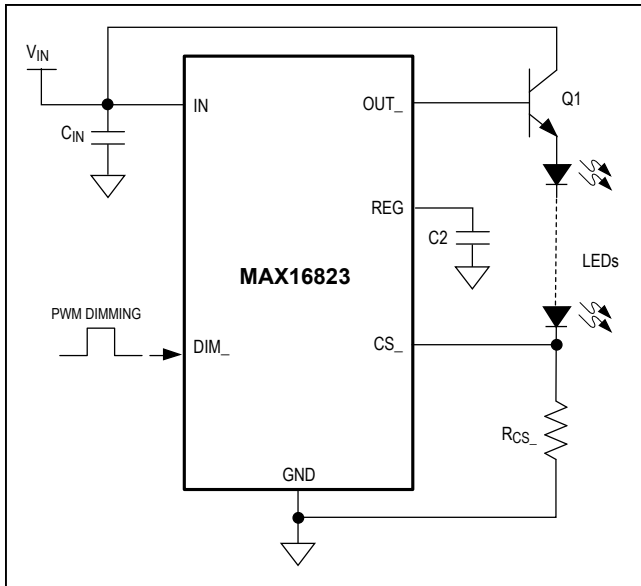 VIN
CIN
IN
OUT_
Q1
REG
C2
LEDs
MAX16823
PWM DIMMING
DIM_
CS_
RCS_
GND